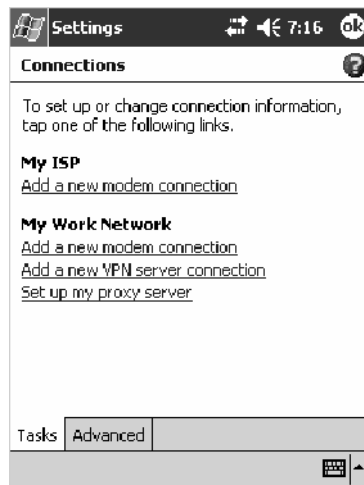 Settings 7:16 ok
Connections ?
To set up or change connection information,
tap one of the following links.
My ISP
Add a new modem connection
My Work Network
Add a new modem connection
Add a new VPN server connection
Set up my proxy server
Tasks Advanced